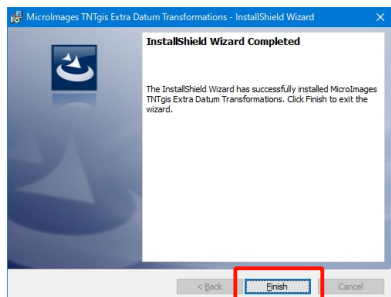 MicroImages TNTgis Extra Datum Transformations - InstallShield Wizard
InstallShield Wizard Completed
The InstallShield Wizard has successfully installed MicroImages
TNTgis Extra Datum Transformations. Click Finish to exit the
wizard.
< Back
Finish
Cancel